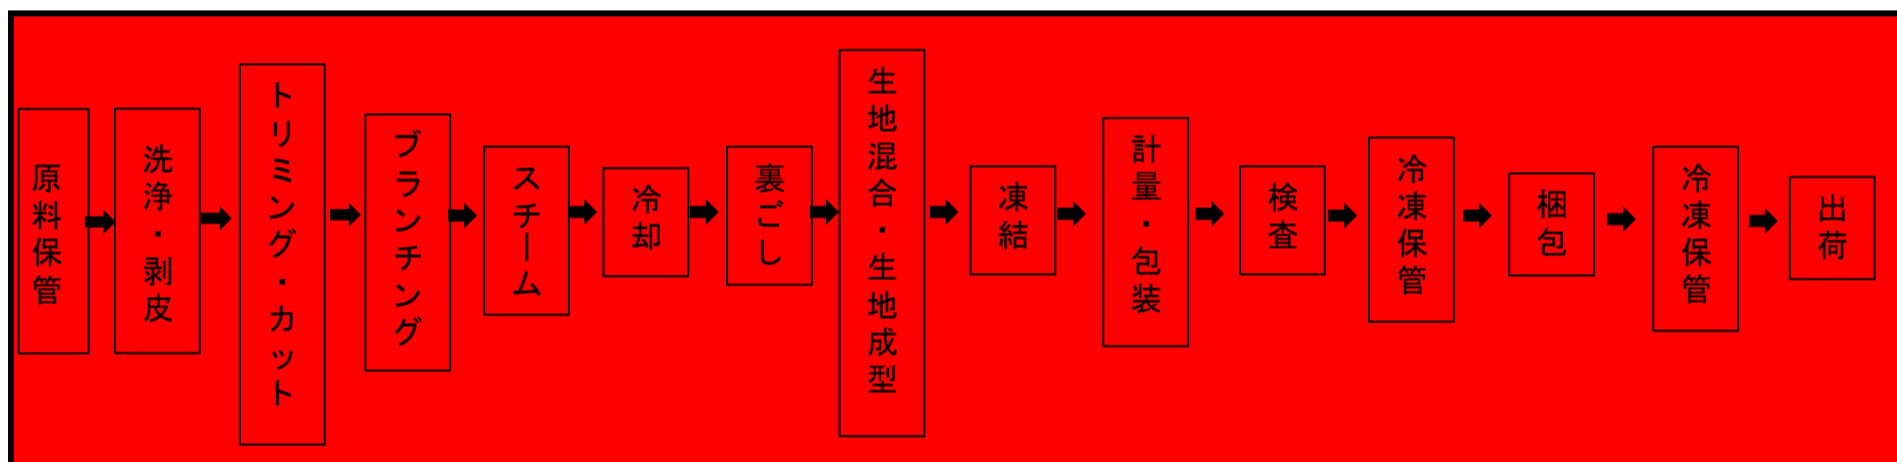 原料保管
洗浄・剥皮
トリミング・カット
ブランチング
スチーム
冷却
裏ごし
生地混合・生地成型
凍結
計量・包装
検査
冷凍保管
梱包
冷凍保管
出荷